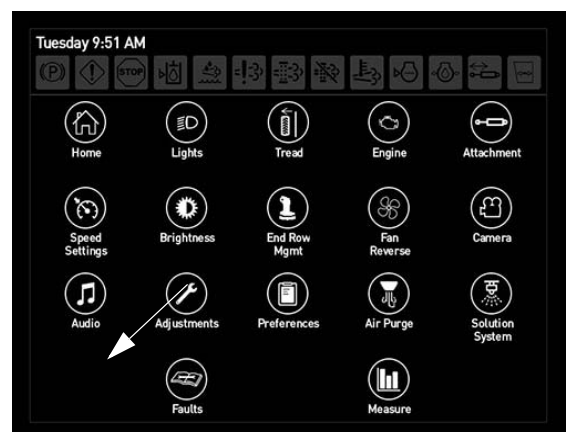 Tuesday 9:51 AM
(P) STOP
Home Lights Tread Engine Attachment
Speed Settings Brightness End Row Mgmt Fan Reverse Camera
Audio Adjustments Preferences Air Purge Solution System
Faults Measure